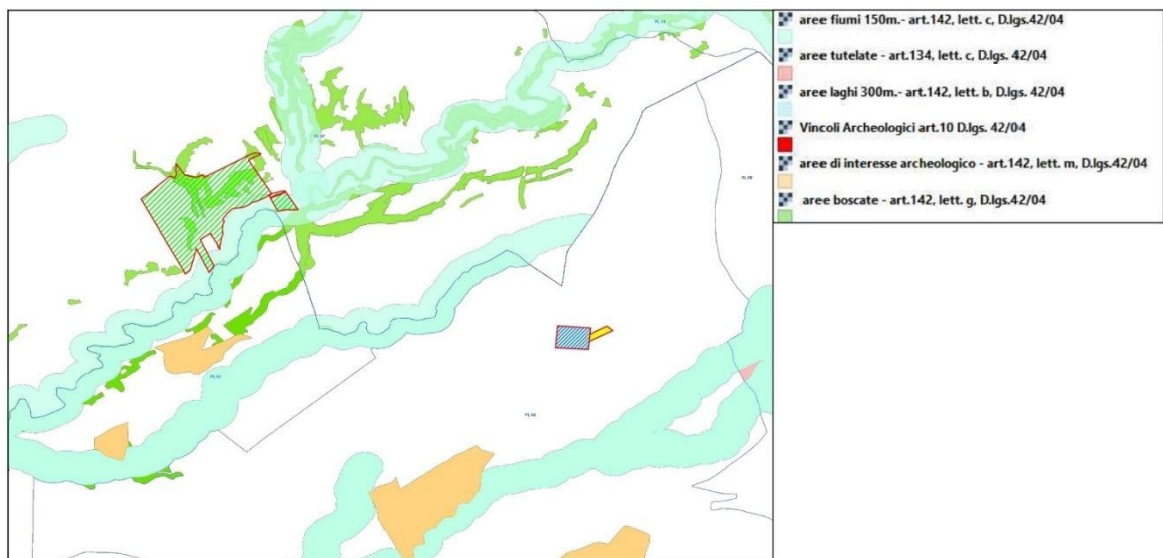 aree fiumi 150m.- art.142, lett. c, D.lgs.42/04
aree tutelate - art.134, lett. c, D.lgs. 42/04
aree laghi 300m.- art.142, lett. b, D.lgs. 42/04
Vincoli Archeologici art.10 D.lgs. 42/04
aree di interesse archeologico - art.142, lett. m, D.lgs.42/04
aree boscate - art.142, lett. g, D.lgs.42/04